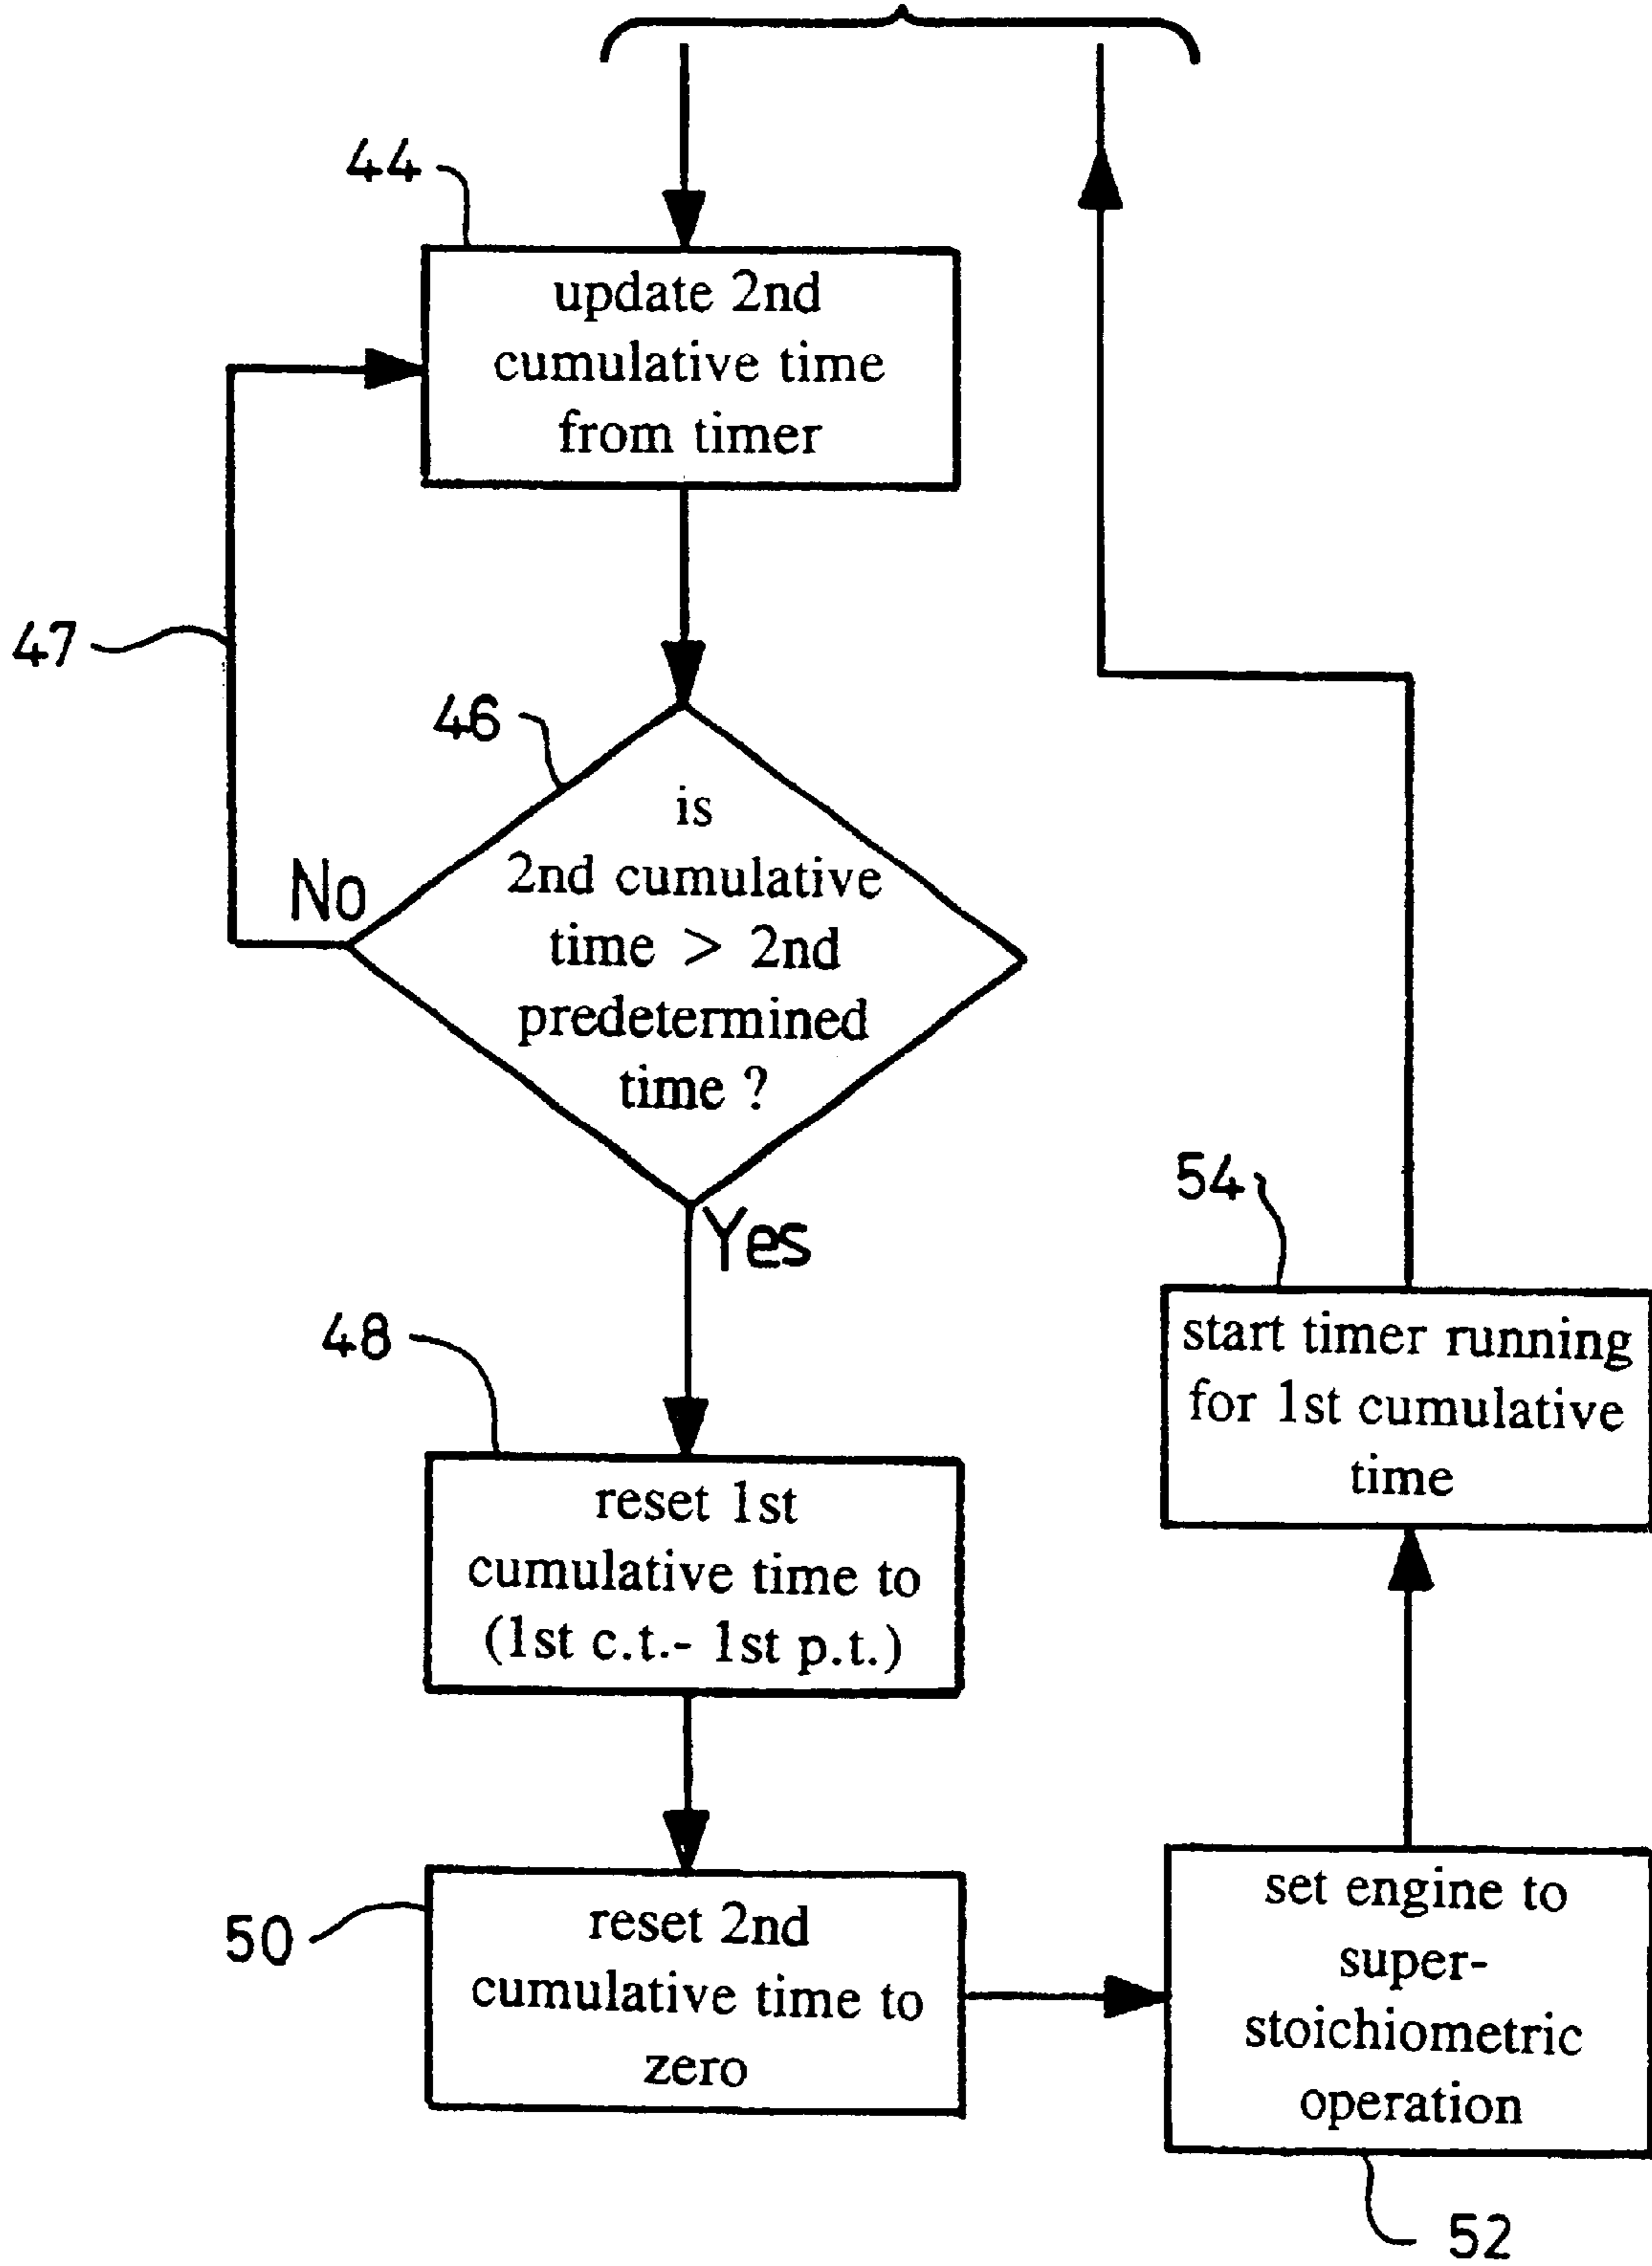 44
update 2nd
cumulative time
from timer
47
46
is
2nd cumulative
time > 2nd
predetermined
time ?
No
Yes
48
reset 1st
cumulative time to
(1st c.t.- 1st p.t.)
50
reset 2nd
cumulative time to
zero
set engine to
super-
stoichiometric
operation
52
54
start timer running
for 1st cumulative
time